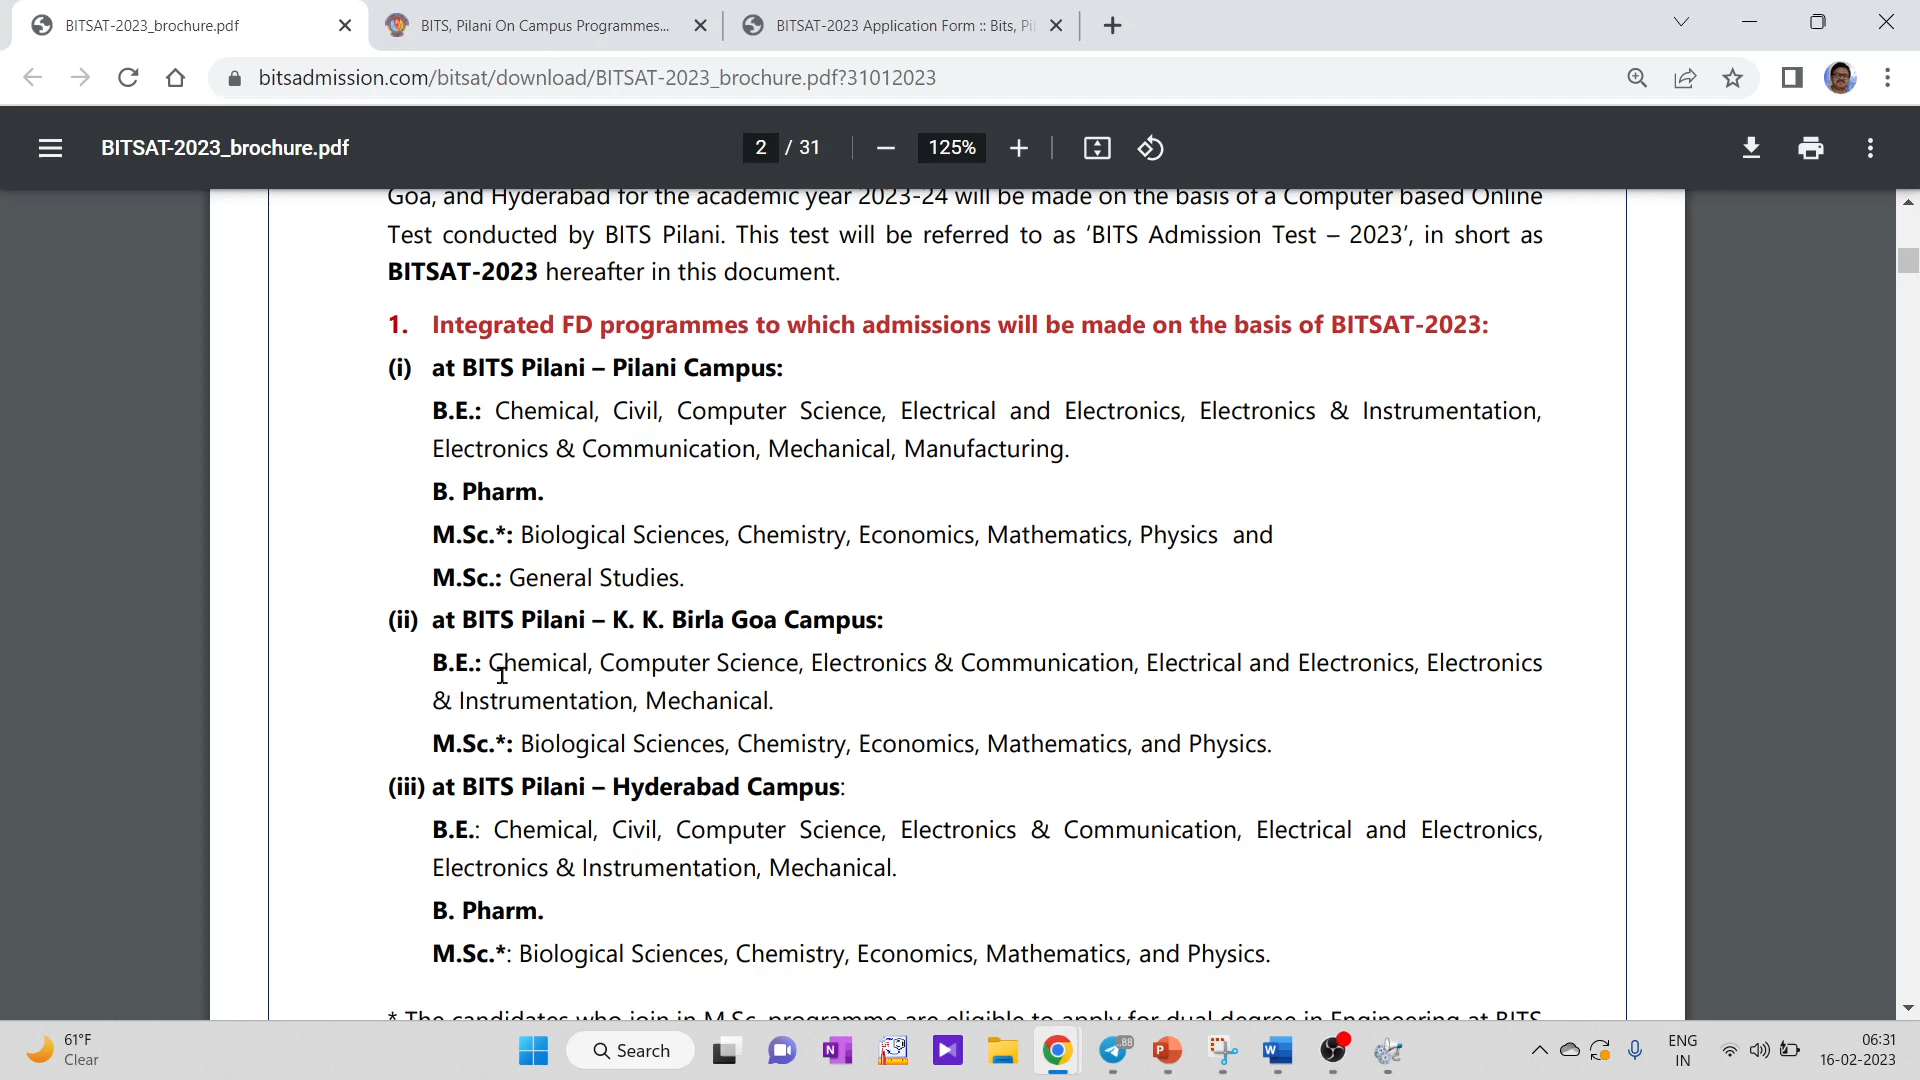 BITSAT-2023_brochure.pdf
BITS, Pilani On Campus Programmes...
BITSAT-2023 Application Form :: Bits, Pil
bitsadmission.com/bitsat/download/BITSAT-2023_brochure.pdf?31012023
BITSAT-2023_brochure.pdf
2 / 31
125%
Goa, and Hyderabad for the academic year 2023-24 will be made on the basis of a Computer based Online
Test conducted by BITS Pilani. This test will be referred to as ‘BITS Admission Test – 2023’, in short as
BITSAT-2023 hereafter in this document.
1. Integrated FD programmes to which admissions will be made on the basis of BITSAT-2023:
(i) at BITS Pilani – Pilani Campus:
B.E.: Chemical, Civil, Computer Science, Electrical and Electronics, Electronics & Instrumentation,
Electronics & Communication, Mechanical, Manufacturing.
B. Pharm.
M.Sc.*: Biological Sciences, Chemistry, Economics, Mathematics, Physics and
M.Sc.: General Studies.
(ii) at BITS Pilani – K. K. Birla Goa Campus:
B.E.: Chemical, Computer Science, Electronics & Communication, Electrical and Electronics, Electronics
& Instrumentation, Mechanical.
M.Sc.*: Biological Sciences, Chemistry, Economics, Mathematics, and Physics.
(iii) at BITS Pilani – Hyderabad Campus:
B.E.: Chemical, Civil, Computer Science, Electronics & Communication, Electrical and Electronics,
Electronics & Instrumentation, Mechanical.
B. Pharm.
M.Sc.*: Biological Sciences, Chemistry, Economics, Mathematics, and Physics.
* The candidates who join in M.Sc. programme are eligible to apply for dual degree in Engineering at BITS
61°F
Clear
Search
.88
ENG
IN
06:31
16-02-2023